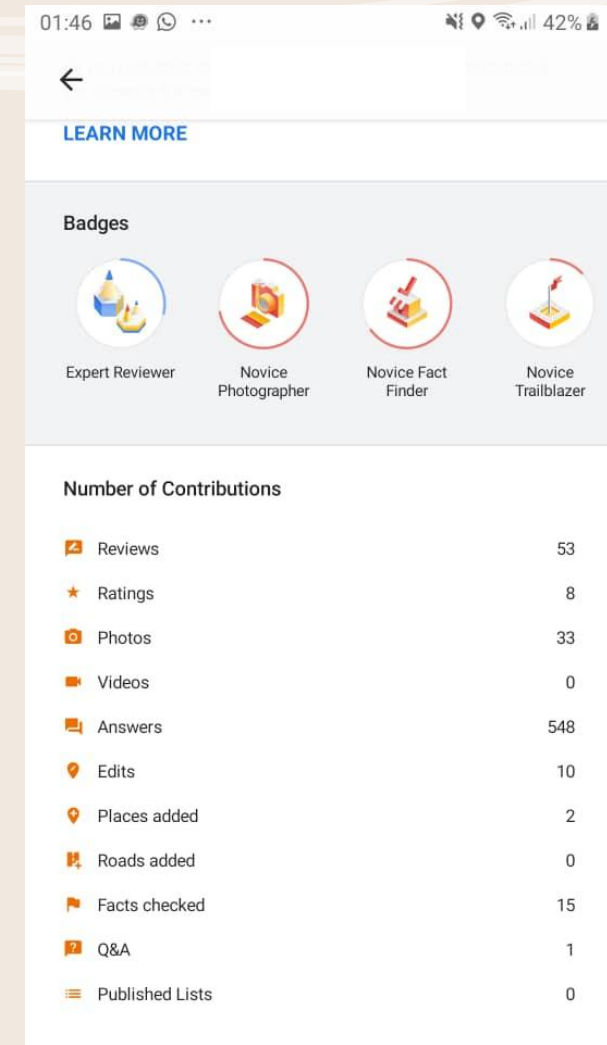 01:46 42%
LEARN MORE
Badges
Expert Reviewer
Novice Photographer
Novice Fact Finder
Novice Trailblazer
Number of Contributions
Reviews 53
Ratings 8
Photos 33
Videos 0
Answers 548
Edits 10
Places added 2
Roads added 0
Facts checked 15
Q&A 1
Published Lists 0